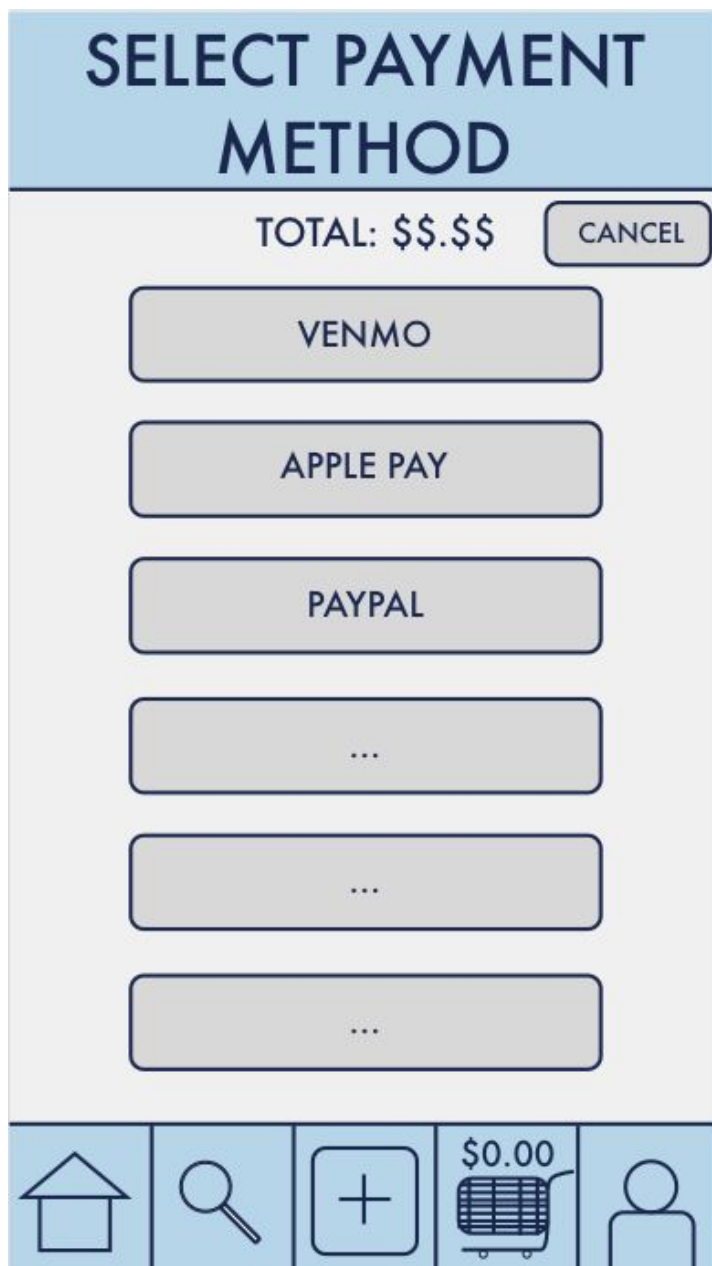 SELECT PAYMENT
METHOD
TOTAL: $$.$$
CANCEL
VENMO
APPLE PAY
PAYPAL
...
...
...
$0.00